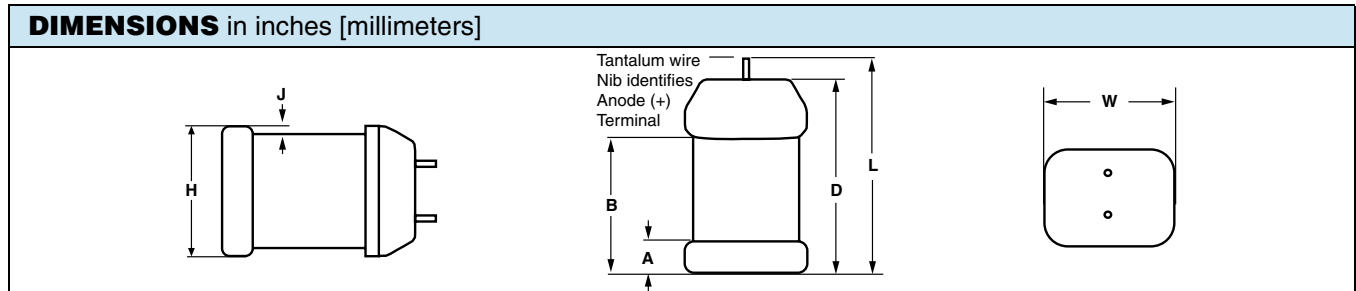 DIMENSIONS in inches [millimeters]
J
H
Tantalum wire
Nib identifies
Anode (+)
Terminal
B
A
D
L
W